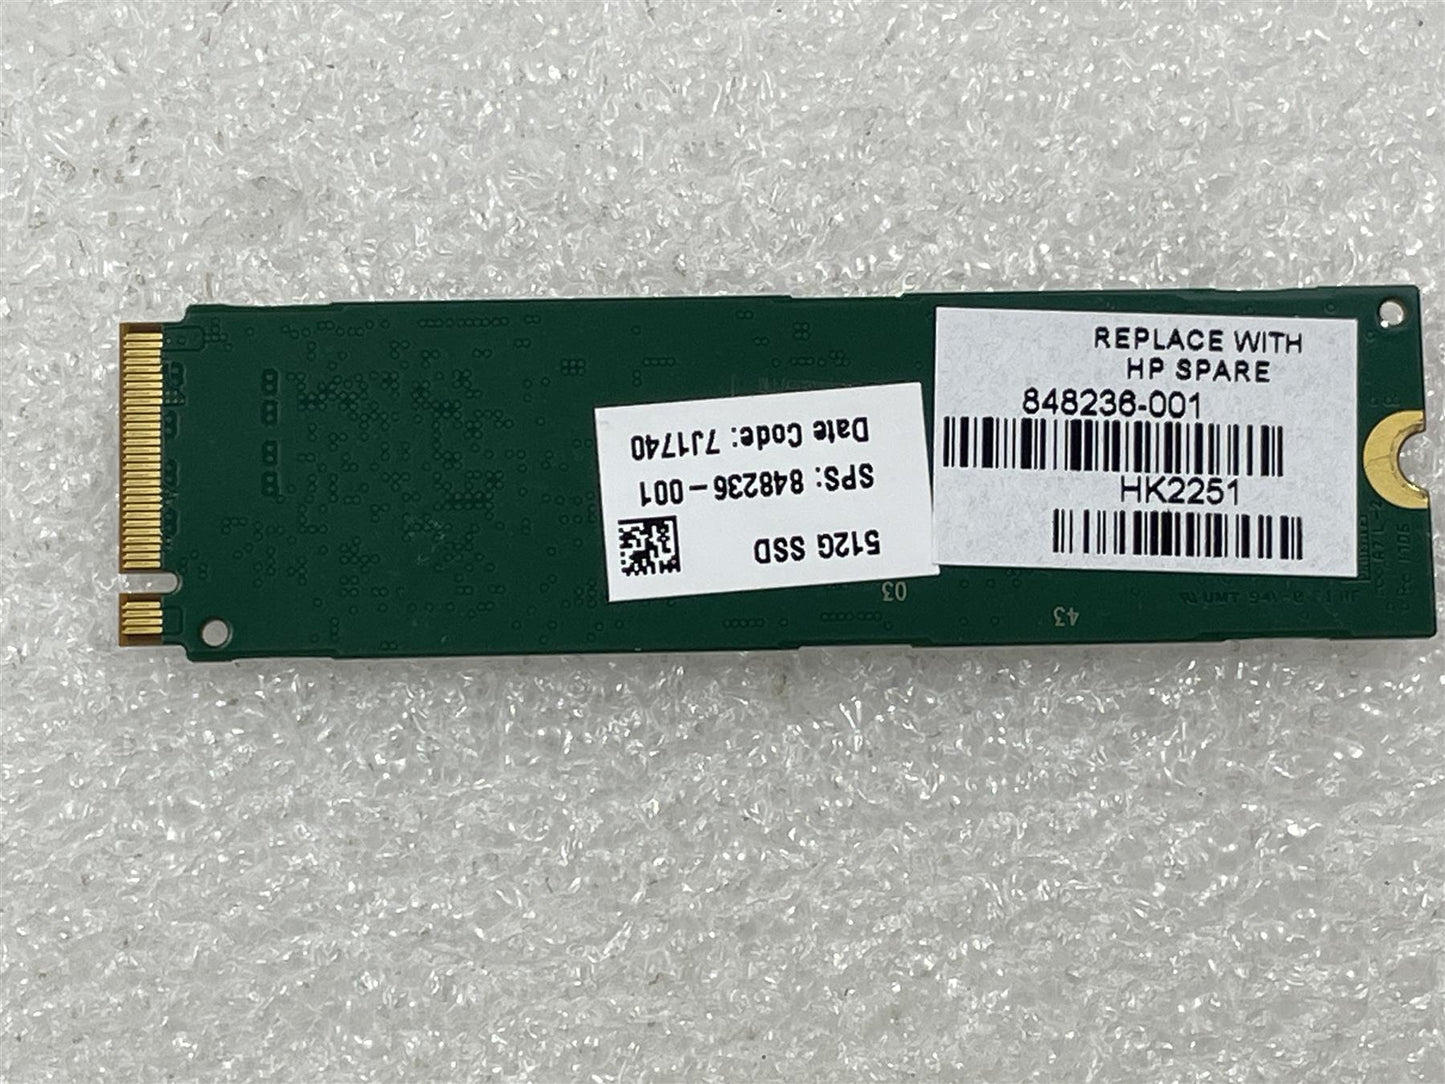 REPLACE WITH
HP SPARE
848236-001
HK2251
512G SSD
SPS: 848236-001
Date Code: 7J1740
03
43